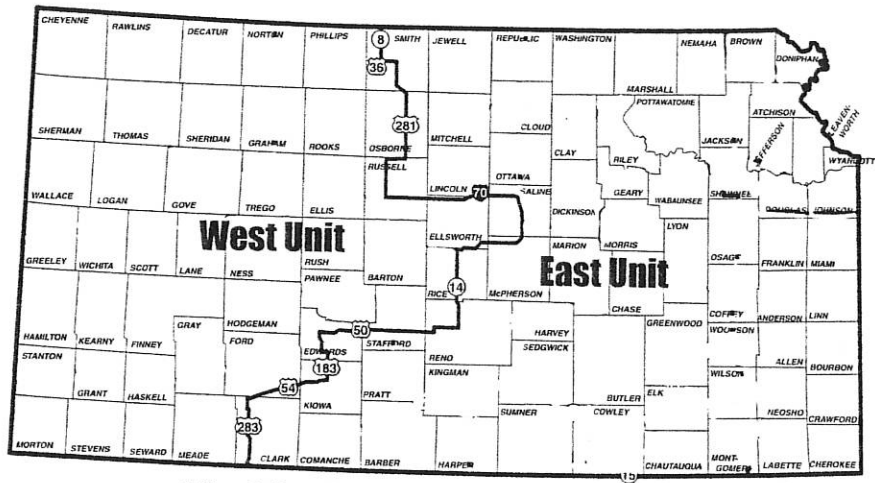 CHEYENNE RAWLINS DECATUR NORTON PHILLIPS 8 SMITH JEWELL REPUBLIC WASHINGTON NEMAHA BROWN
DONIPHAN
36
MARSHALL
POTTAWATOMIE ATCHISON
SHERMAN THOMAS SHERIDAN GRAHAM ROOKS OSBORNE 281 MITCHELL CLOUD CLAY RILEY JACKSON JEFFERSON LEAVEN-
WORTH
RUSSELL LINCOLN 70 OTTAWA SALINE GEARY WABAUNSEE SHAWNEE WYANDOTT
WALLACE LOGAN GOVE TREGO ELLIS DICKINSON DOUGLAS JOHNSON
West Unit
ELLSWORTH MARION MORRIS LYON
East Unit
GREELEY WICHITA SCOTT LANE NESS RUSH BARTON OSAGE FRANKLIN MIAMI
PAWNEE
14
RICE McPHERSON CHASE
50
HAMILTON KEARNY FINNEY GRAY HODGEMAN STAFFORD HARVEY GREENWOOD COFFEY ANDERSON LINN
FORD EDWARDS RENO SEDGWICK WOODSON
STANTON 183 KINGMAN ALLEN BOURBON
54
GRANT HASKELL KIOWA PRATT BUTLER ELK WILSON
283
SUMNER COWLEY NEOSHO CRAWFORD
MORTON STEVENS SEWARD MEADE CLARK COMANCHE BARBER HARPER CHAUTAUQUA MONT-
GOMERY LABETTE CHEROKEE
15